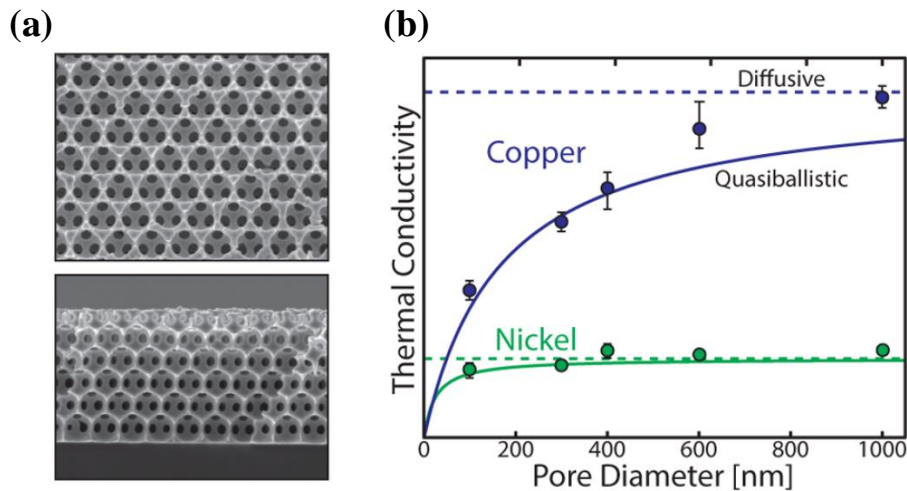 (a)
(b)
Thermal Conductivity
Diffusive
Copper
Quasiballistic
Nickel
0 200 400 600 800 1000
Pore Diameter [nm]